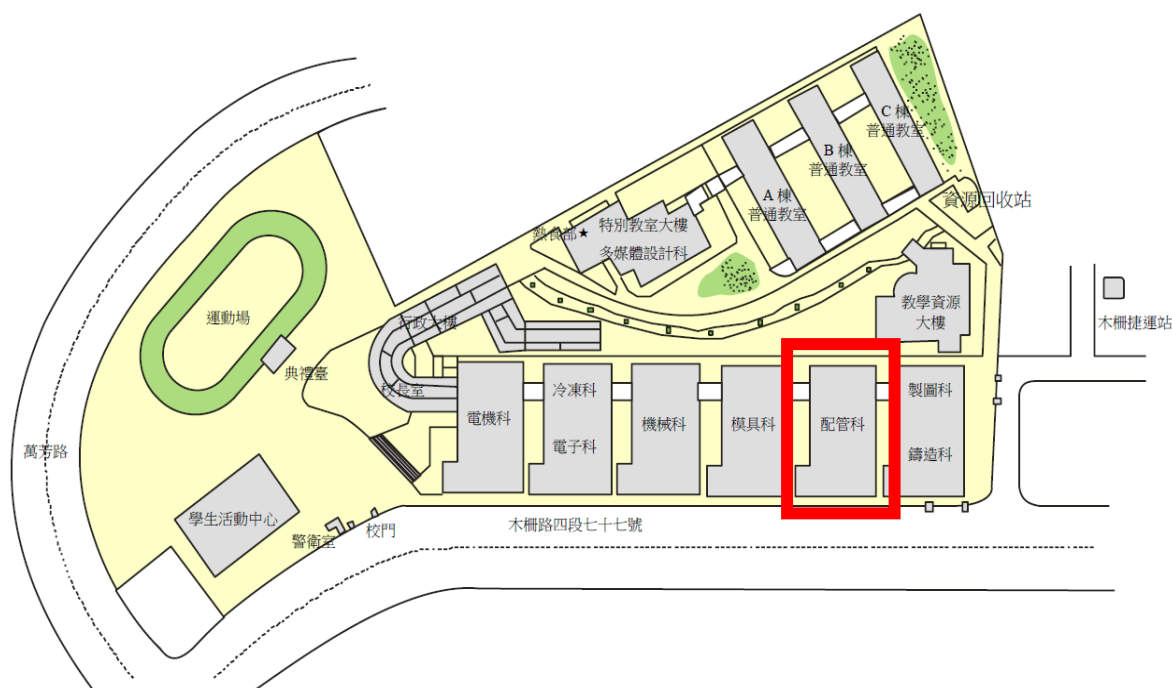 C 棟
普通教室
B 棟
普通教室
A 棟
普通教室
資源回收站
特別教室大樓
熱食部★
多媒體設計科
教學資源
大樓
木柵捷運站
運動場
行政大樓
典禮臺
校長室
電機科
冷凍科
電子科
機械科
模具科
配管科
製圖科
鑄造科
萬芳路
學生活動中心
警衛室
校門
木柵路四段七十七號